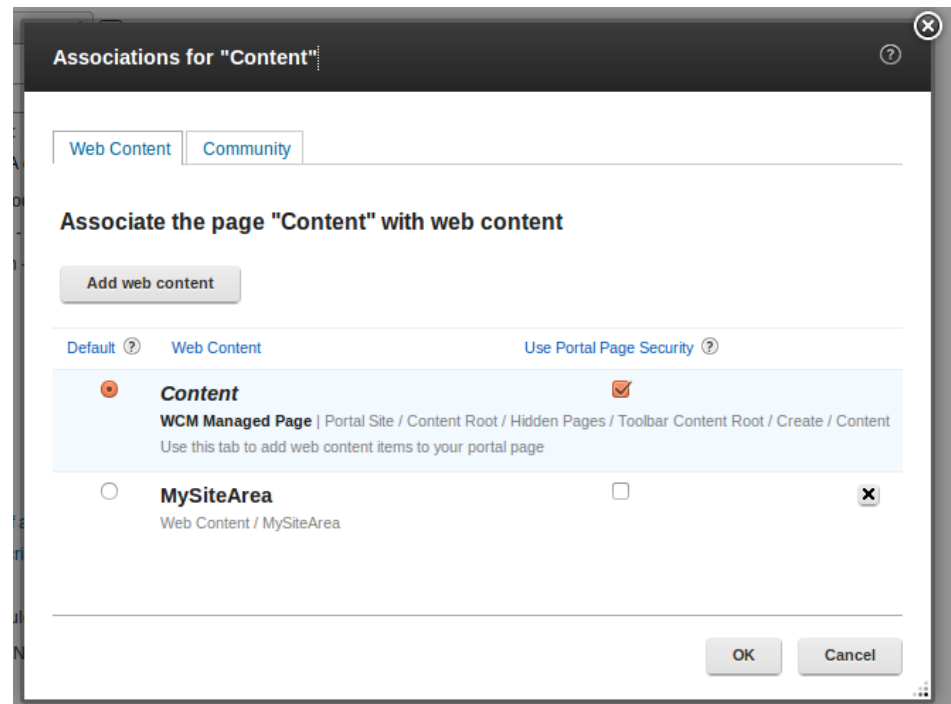 Associations for "Content"
Web Content
Community
Associate the page "Content" with web content
Add web content
Default ? Web Content Use Portal Page Security ?
Content
WCM Managed Page | Portal Site / Content Root / Hidden Pages / Toolbar Content Root / Create / Content
Use this tab to add web content items to your portal page
MySiteArea
Web Content / MySiteArea
OK
Cancel